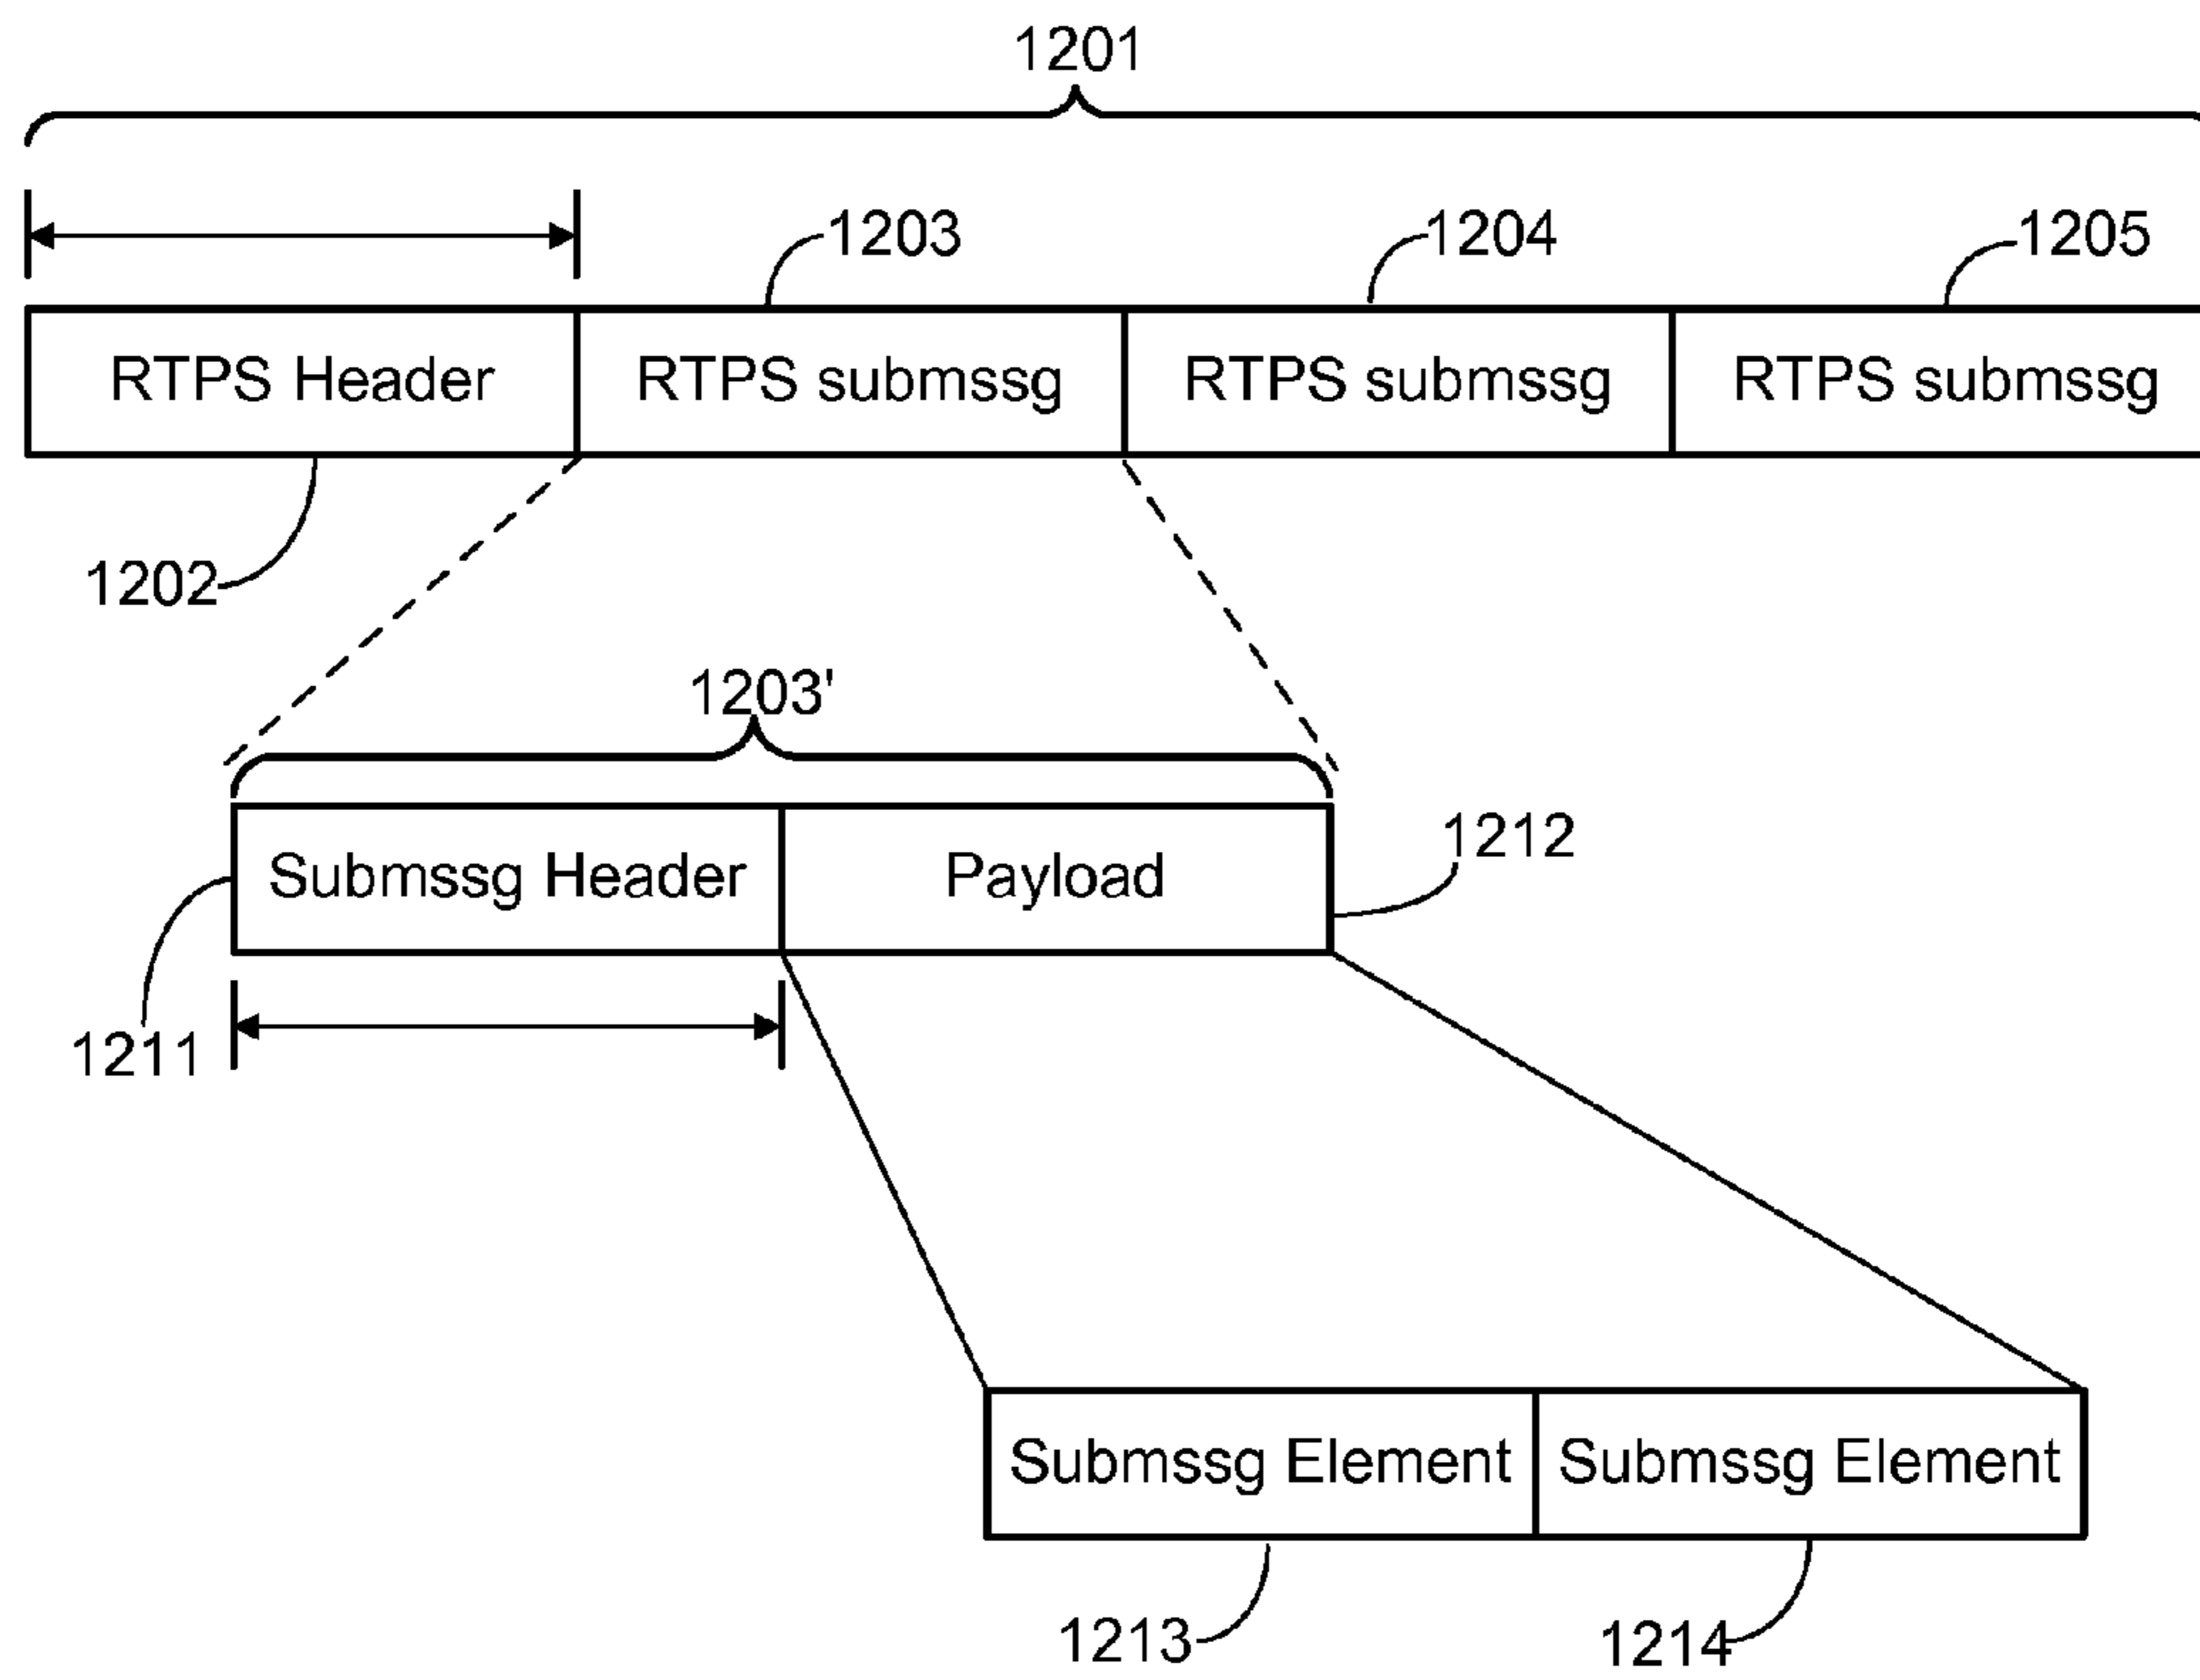 1201
1203
1204
1205
RTPS Header
RTPS submssg
RTPS submssg
RTPS submssg
1202
1203'
Submssg Header
Payload
1212
1211
Submssg Element
Submssg Element
1213
1214